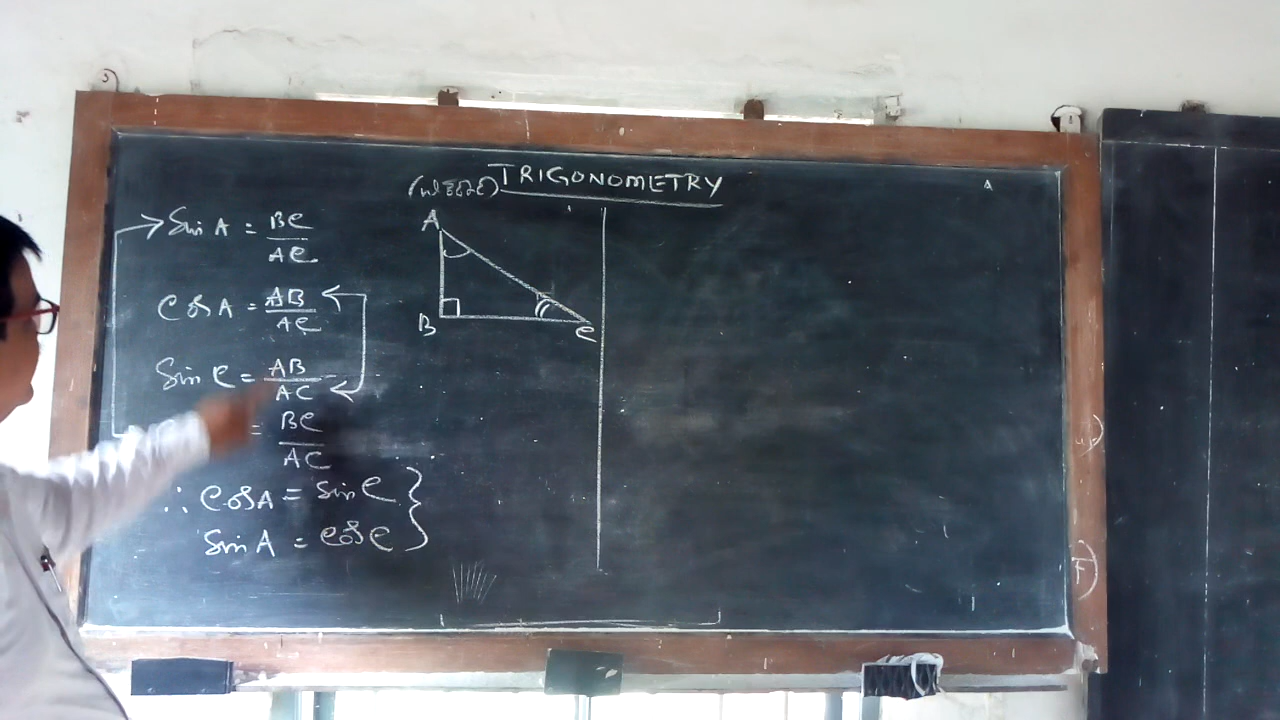 TRIGONOMETRY
Sin A = BC/AC
Cos A = AB/AC
Sin C = AB/AC
= BC/AC
∴ Cos A = Sin C }
Sin A = Cos C
A
B
C